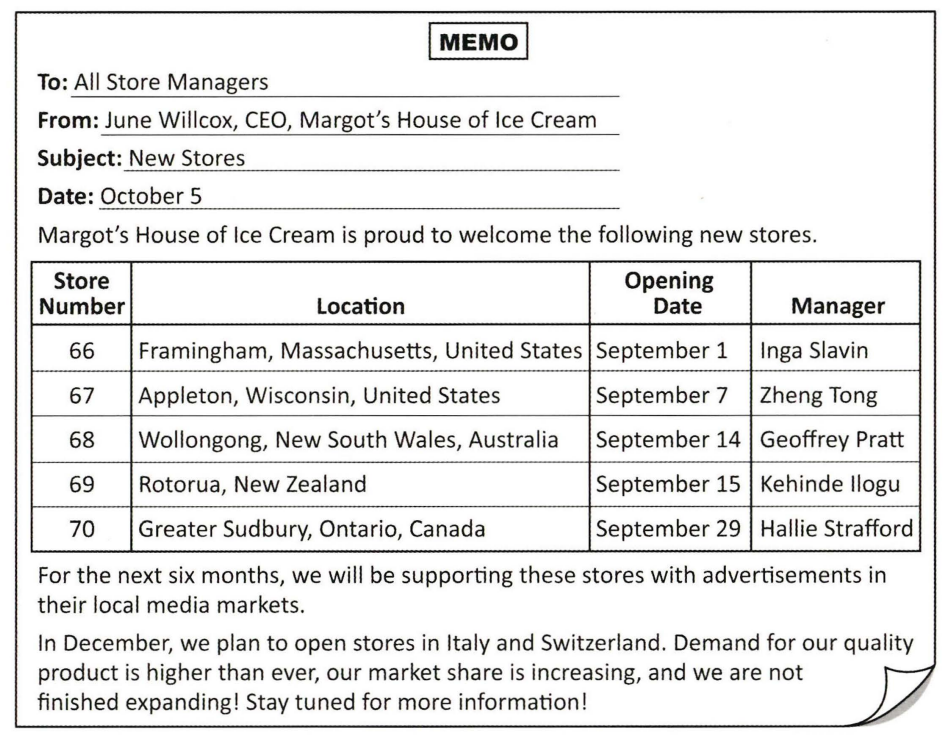 MEMO
To: All Store Managers
From: June Willcox, CEO, Margot's House of Ice Cream
Subject: New Stores
Date: October 5
Margot's House of Ice Cream is proud to welcome the following new stores.
Store Number Location Opening Date Manager
66 Framingham, Massachusetts, United States September 1 Inga Slavin
67 Appleton, Wisconsin, United States September 7 Zheng Tong
68 Wollongong, New South Wales, Australia September 14 Geoffrey Pratt
69 Rotorua, New Zealand September 15 Kehinde Ilogu
70 Greater Sudbury, Ontario, Canada September 29 Hallie Strafford
For the next six months, we will be supporting these stores with advertisements in
their local media markets.
In December, we plan to open stores in Italy and Switzerland. Demand for our quality
product is higher than ever, our market share is increasing, and we are not
finished expanding! Stay tuned for more information!